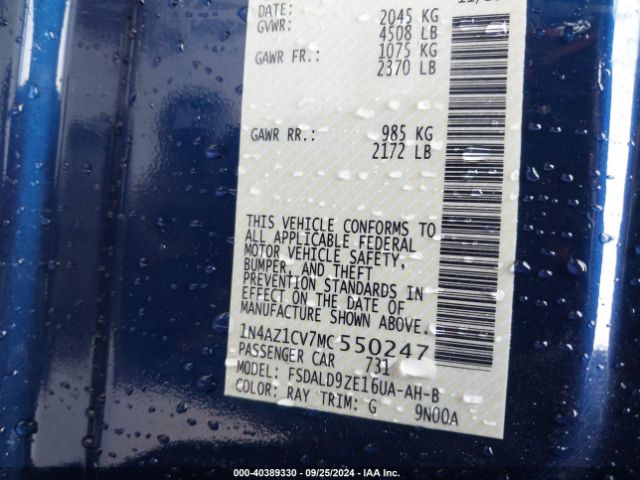 DATE:
GVWR: 2045 KG
4508 LB
GAWR FR.: 1075 KG
2370 LB
GAWR RR.: 985 KG
2172 LB
THIS VEHICLE CONFORMS TO
ALL APPLICABLE FEDERAL
MOTOR VEHICLE SAFETY,
BUMPER, AND THEFT
PREVENTION STANDARDS IN
EFFECT ON THE DATE OF
MANUFACTURE SHOWN ABOVE.
1N4AZ1CV7MC550247
PASSENGER CAR 731
MODEL: FSDALD9ZE16UA-AH-B
COLOR: RAY TRIM: G 9N00A
000-40389330 - 09/25/2024 - IAA Inc.